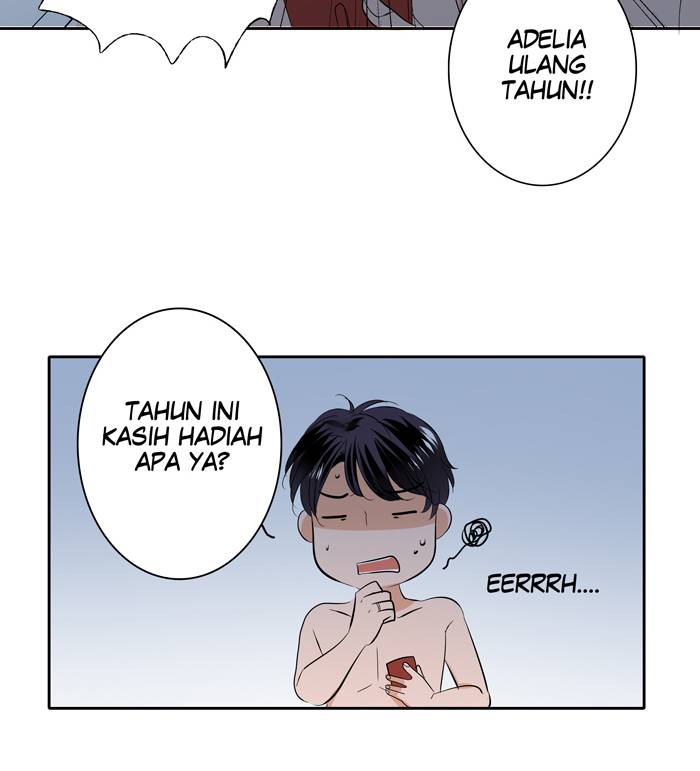 ADELIA
ULANG
TAHUN!!
TAHUN INI
KASIH HADIAH
APA YA?
EERRRH....